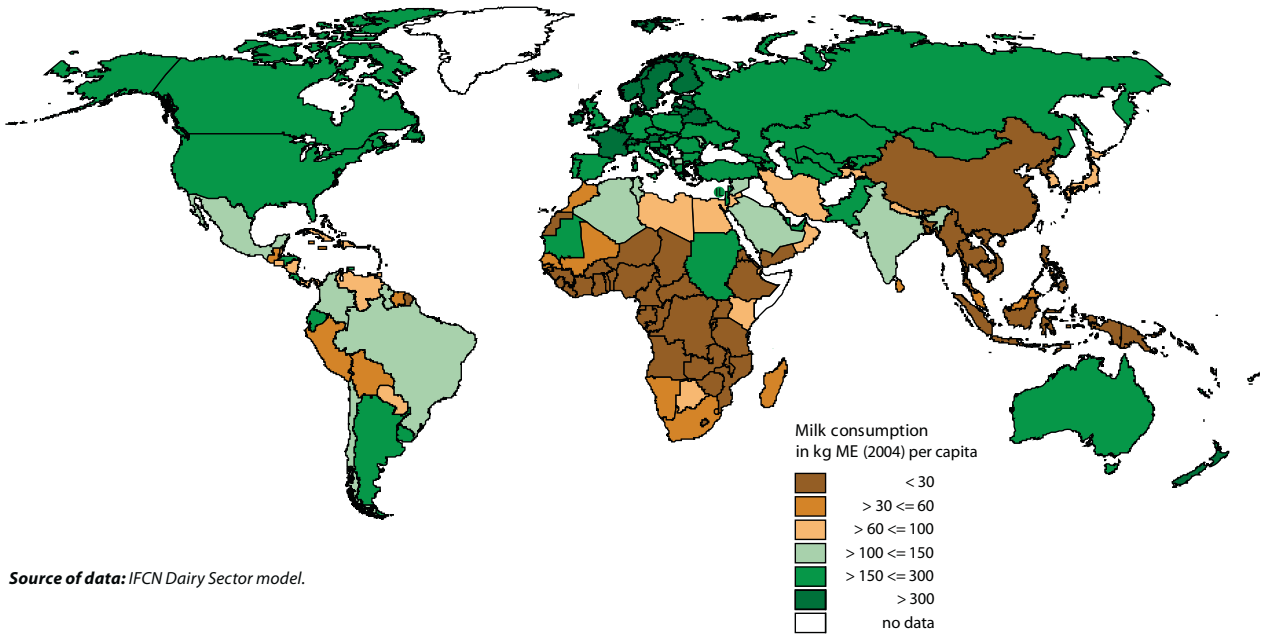 Milk consumption
in kg ME (2004) per capita
< 30
> 30 <= 60
> 60 <= 100
> 100 <= 150
> 150 <= 300
> 300
no data
Source of data: IFCN Dairy Sector model.